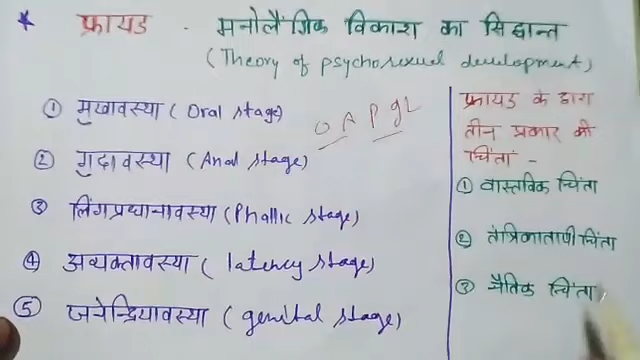 * फ्रायड - मनोलैंगिक विकास का सिद्धान्त
(Theory of psychosexual development)
① मुखावस्था (Oral stage)
② गुदावस्था (Anal stage)
③ लिंगप्रधानावस्था (Phallic stage)
④ अव्यक्तावस्था (latency stage)
⑤ जनेन्द्रियावस्था (genital stage)
O A P g L
फ्रायड के द्वारा
तीन प्रकार की
चिंता -
① वास्तविक चिंता
② तंत्रिकातापी चिंता
③ नैतिक चिंता